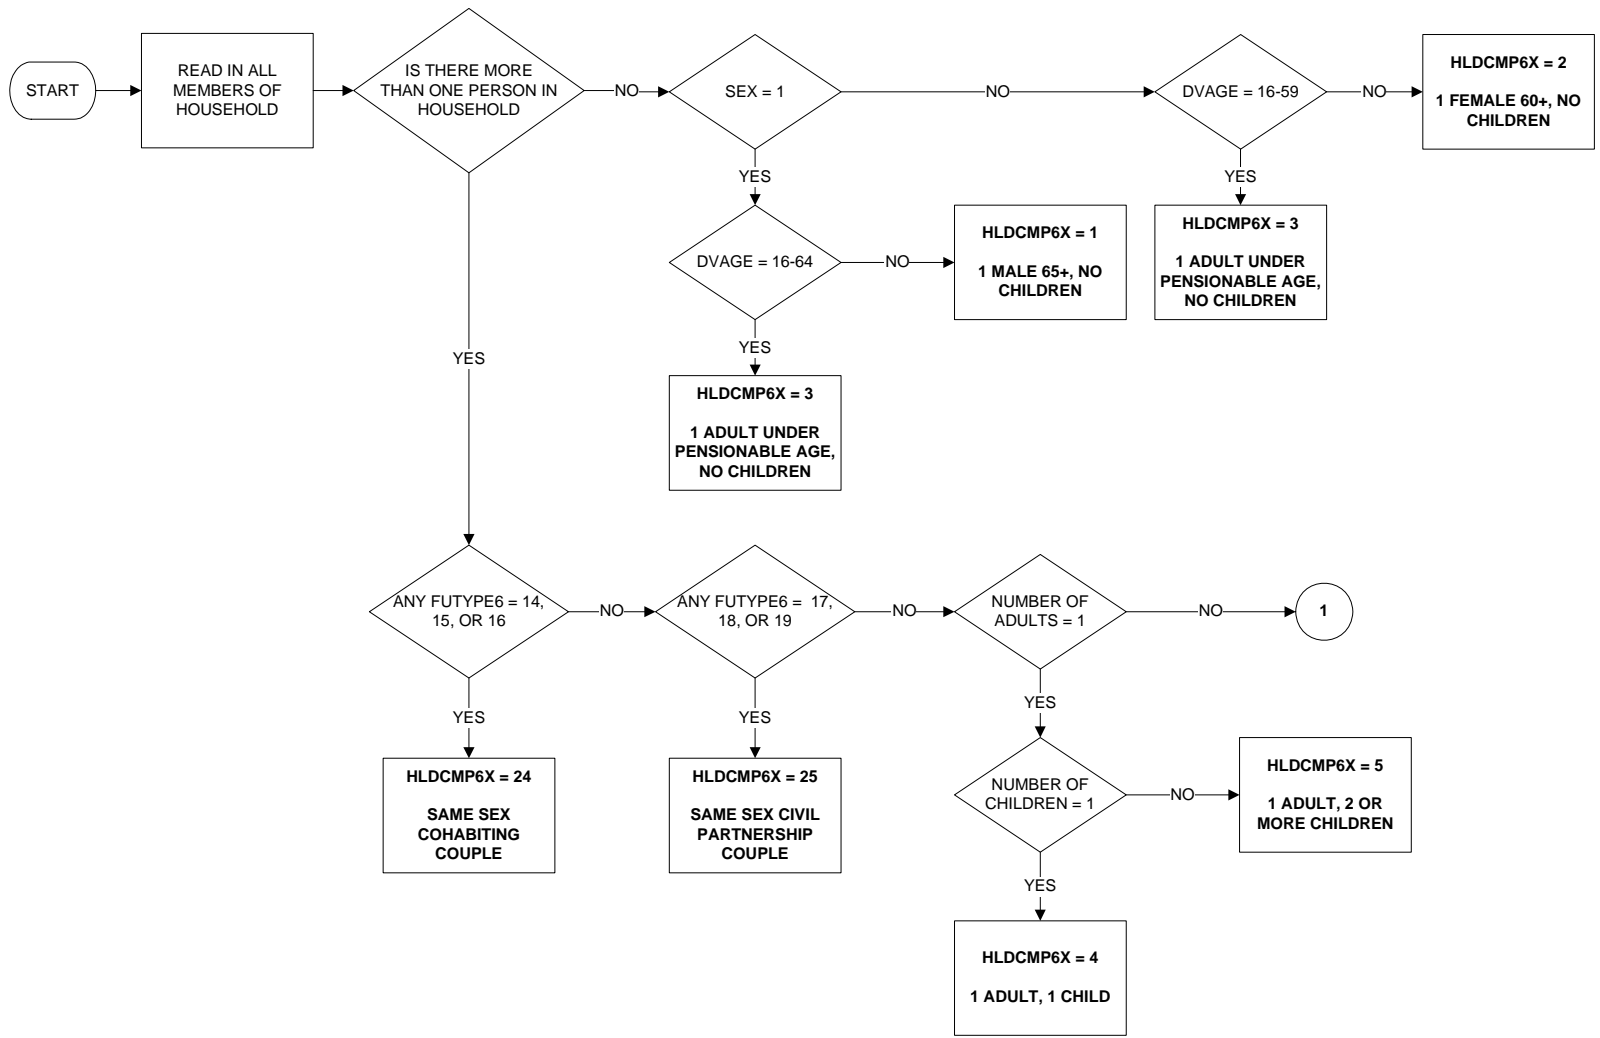 START
READ IN ALL
MEMBERS OF
HOUSEHOLD
IS THERE MORE
THAN ONE PERSON IN
HOUSEHOLD
NO
SEX = 1
NO
DVAGE = 16-59
NO
HLDCMP6X = 2
1 FEMALE 60+, NO
CHILDREN
YES
YES
DVAGE = 16-64
NO
HLDCMP6X = 1
1 MALE 65+, NO
CHILDREN
HLDCMP6X = 3
1 ADULT UNDER
PENSIONABLE AGE,
NO CHILDREN
YES
YES
HLDCMP6X = 3
1 ADULT UNDER
PENSIONABLE AGE,
NO CHILDREN
ANY FUTYPE6 = 14,
15, OR 16
NO
ANY FUTYPE6 = 17,
18, OR 19
NO
NUMBER OF
ADULTS = 1
NO
1
YES
YES
YES
HLDCMP6X = 24
SAME SEX
COHABITING
COUPLE
HLDCMP6X = 25
SAME SEX CIVIL
PARTNERSHIP
COUPLE
NUMBER OF
CHILDREN = 1
NO
HLDCMP6X = 5
1 ADULT, 2 OR
MORE CHILDREN
YES
HLDCMP6X = 4
1 ADULT, 1 CHILD